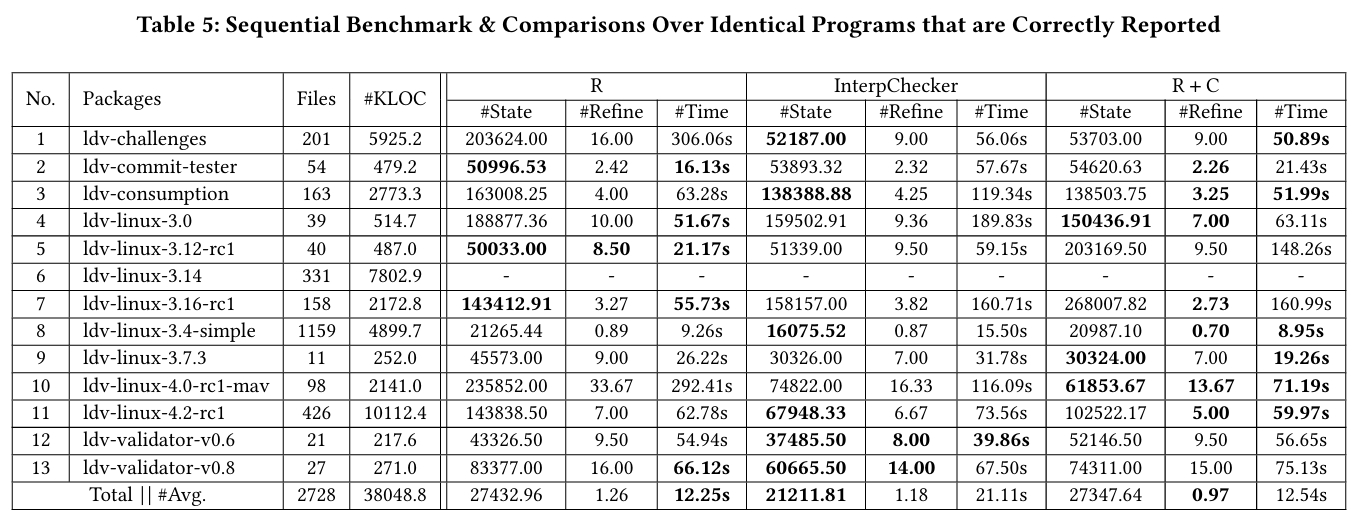 Table 5: Sequential Benchmark & Comparisons Over Identical Programs that are Correctly Reported
No. Packages Files #KLOC R InterpChecker R + C
#State #Refine #Time #State #Refine #Time #State #Refine #Time
1 ldv-challenges 201 5925.2 203624.00 16.00 306.06s 52187.00 9.00 56.06s 53703.00 9.00 50.89s
2 ldv-commit-tester 54 479.2 50996.53 2.42 16.13s 53893.32 2.32 57.67s 54620.63 2.26 21.43s
3 ldv-consumption 163 2773.3 163008.25 4.00 63.28s 138388.88 4.25 119.34s 138503.75 3.25 51.99s
4 ldv-linux-3.0 39 514.7 188877.36 10.00 51.67s 159502.91 9.36 189.83s 150436.91 7.00 63.11s
5 ldv-linux-3.12-rc1 40 487.0 50033.00 8.50 21.17s 51339.00 9.50 59.15s 203169.50 9.50 148.26s
6 ldv-linux-3.14 331 7802.9 - - - - - - - - -
7 ldv-linux-3.16-rc1 158 2172.8 143412.91 3.27 55.73s 158157.00 3.82 160.71s 268007.82 2.73 160.99s
8 ldv-linux-3.4-simple 1159 4899.7 21265.44 0.89 9.26s 16075.52 0.87 15.50s 20987.10 0.70 8.95s
9 ldv-linux-3.7.3 11 252.0 45573.00 9.00 26.22s 30326.00 7.00 31.78s 30324.00 7.00 19.26s
10 ldv-linux-4.0-rc1-mav 98 2141.0 235852.00 33.67 292.41s 74822.00 16.33 116.09s 61853.67 13.67 71.19s
11 ldv-linux-4.2-rc1 426 10112.4 143838.50 7.00 62.78s 67948.33 6.67 73.56s 102522.17 5.00 59.97s
12 ldv-validator-v0.6 21 217.6 43326.50 9.50 54.94s 37485.50 8.00 39.86s 52146.50 9.50 56.65s
13 ldv-validator-v0.8 27 271.0 83377.00 16.00 66.12s 60665.50 14.00 67.50s 74311.00 15.00 75.13s
Total || #Avg. 2728 38048.8 27432.96 1.26 12.25s 21211.81 1.18 21.11s 27347.64 0.97 12.54s